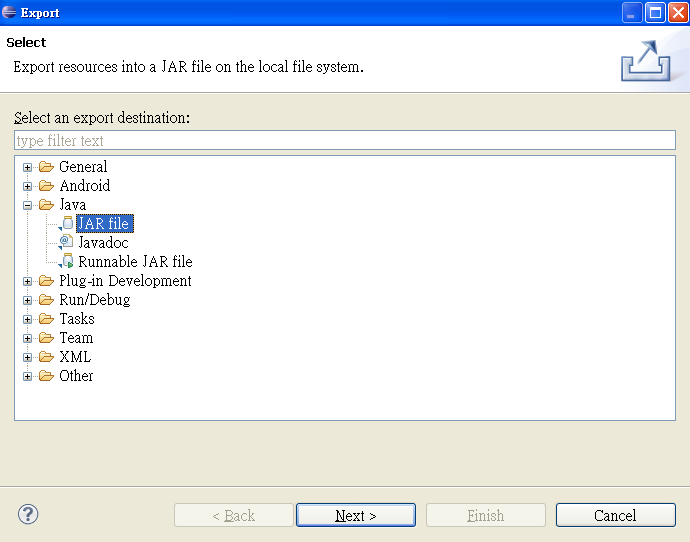 Export
Select
Export resources into a JAR file on the local file system.
Select an export destination:
type filter text
General
Android
Java
JAR file
Javadoc
Runnable JAR file
Plug-in Development
Run/Debug
Tasks
Team
XML
Other
< Back Next > Finish Cancel